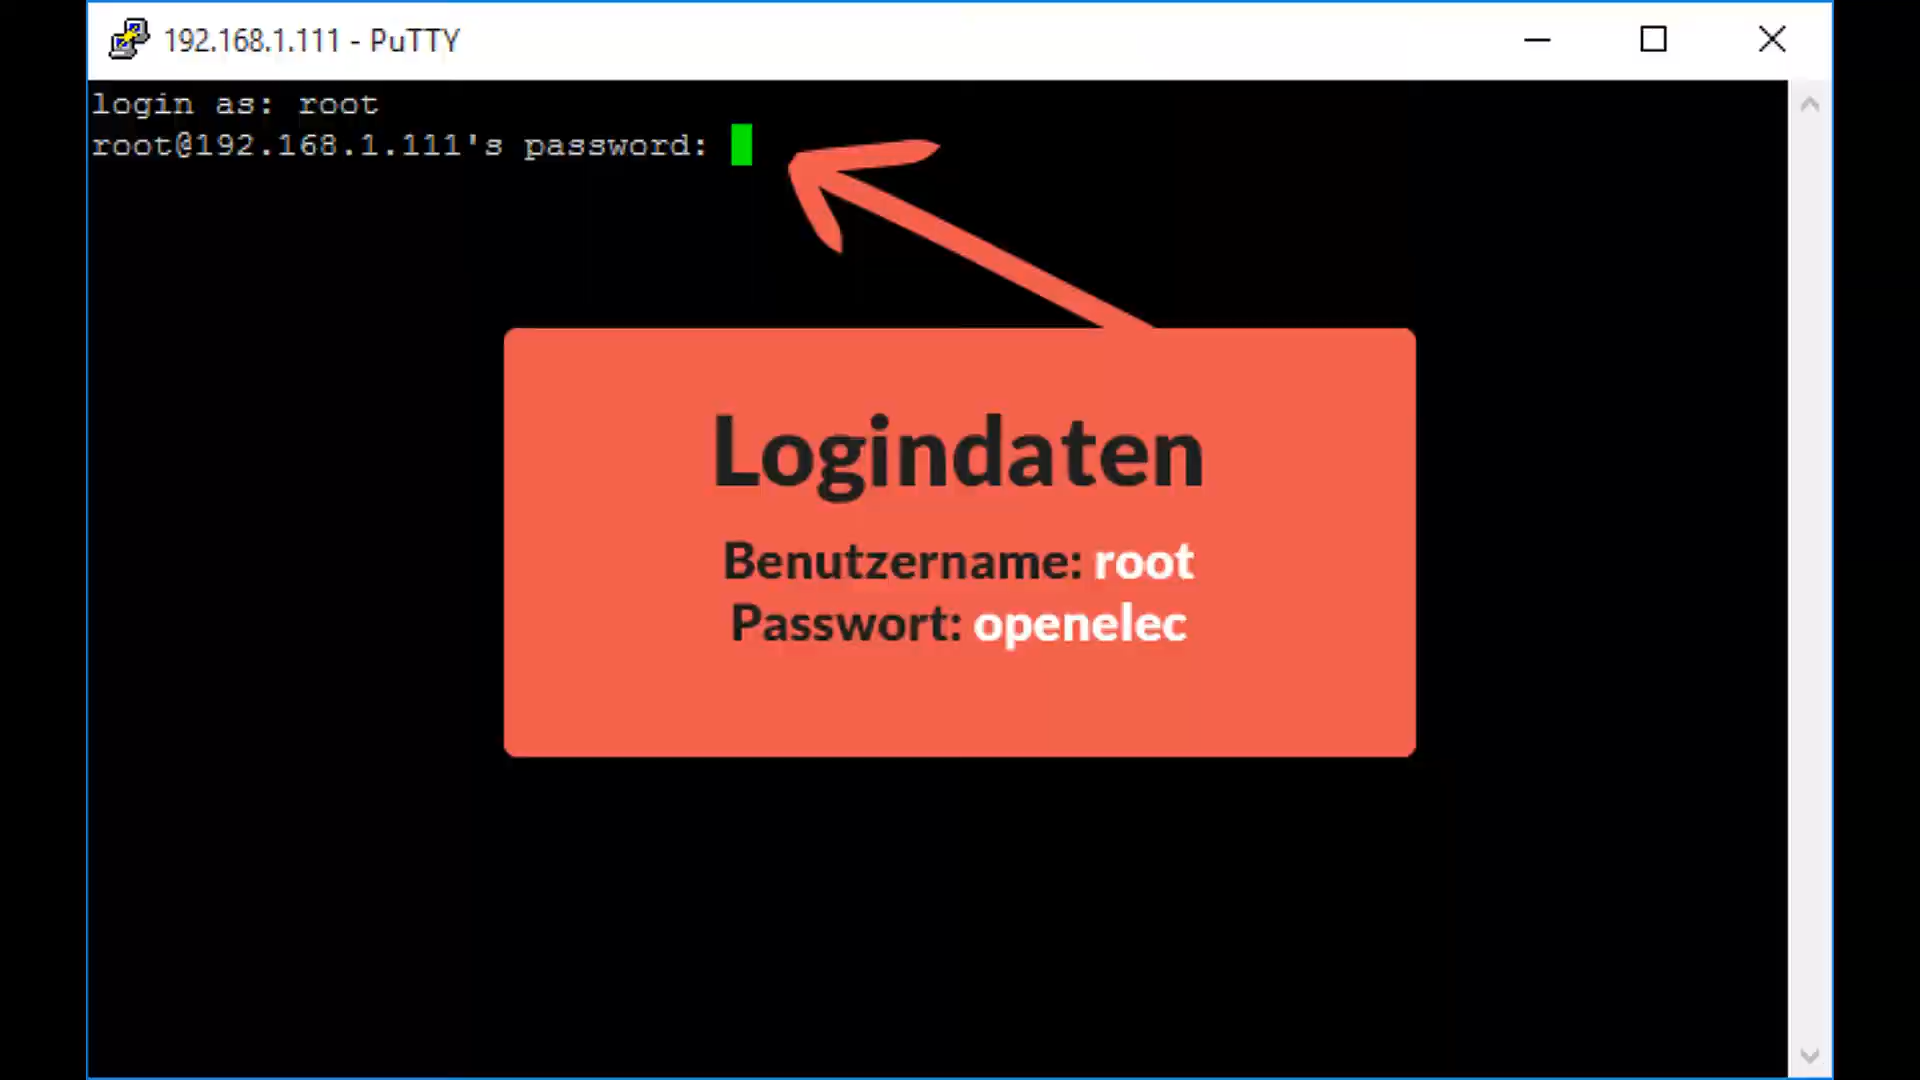 192.168.1.111 - PuTTY
login as: root
root@192.168.1.111's password:
Logindaten
Benutzername: root
Passwort: openelec